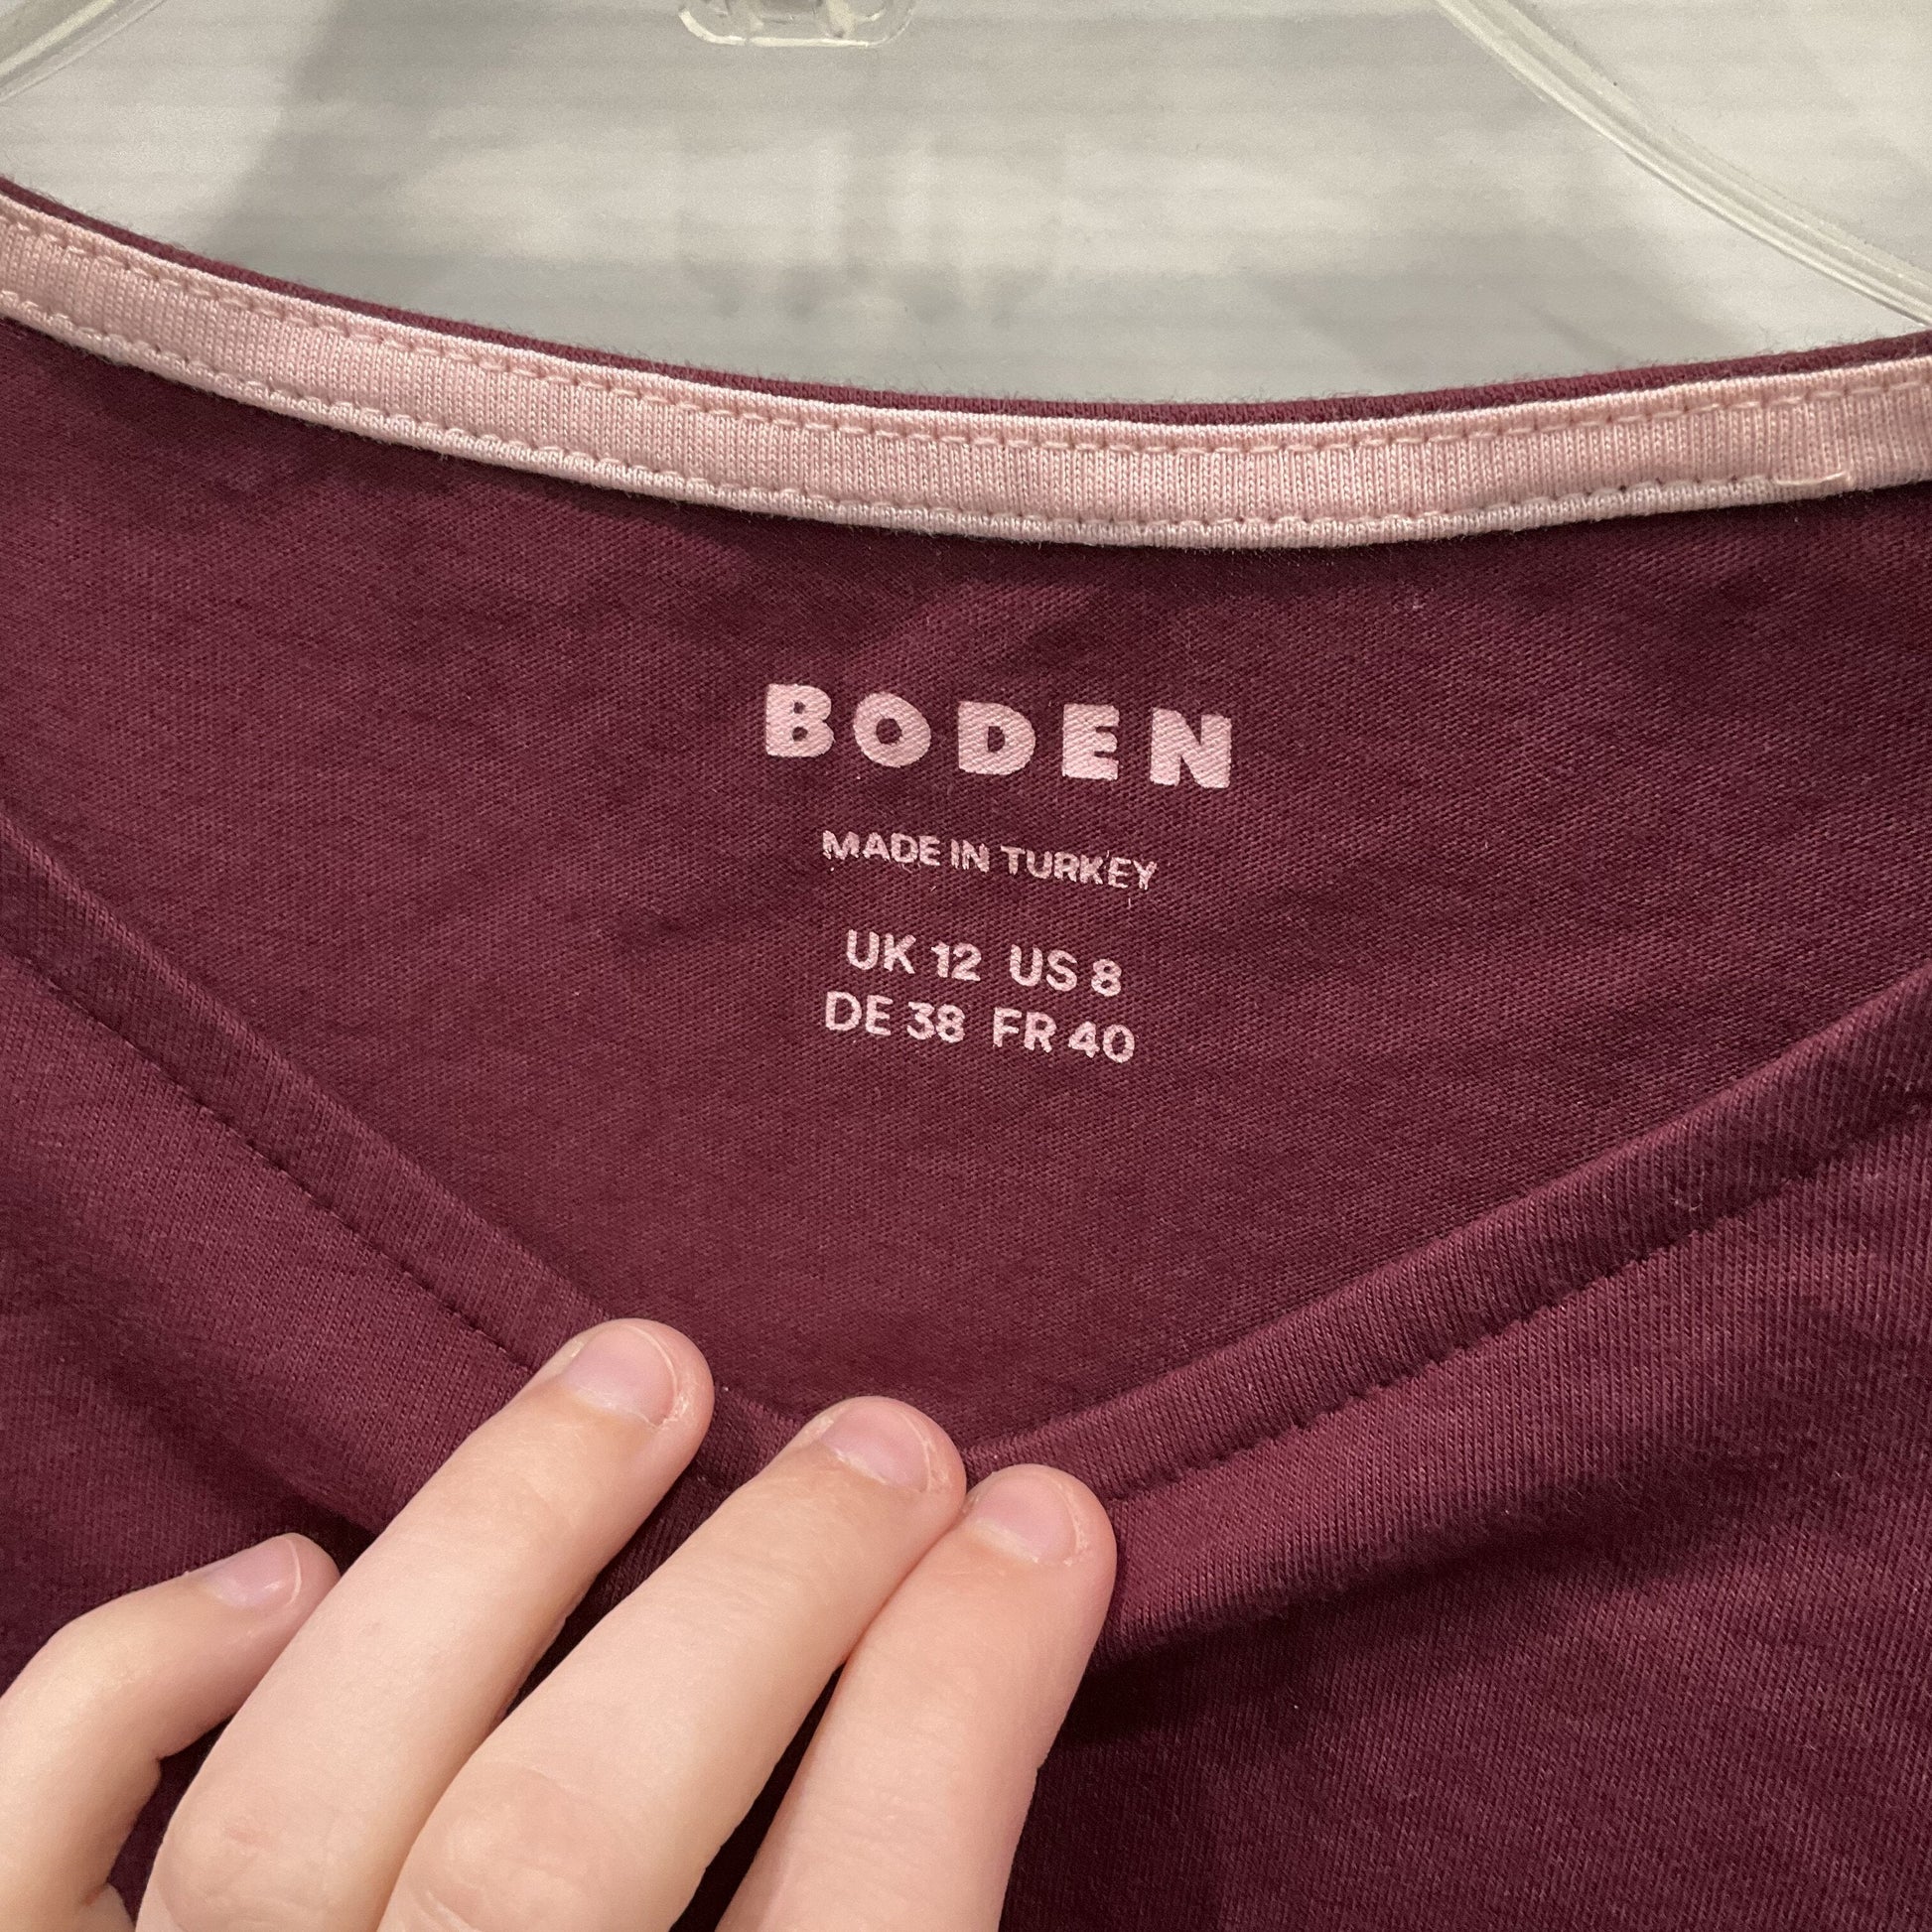 BODEN
MADE IN TURKEY
UK 12 US 8
DE 38 FR 40